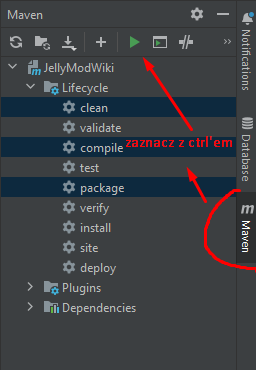 Maven
JellyModWiki
Lifecycle
clean
validate
compile
zaznacz z ctrl'em
test
package
verify
install
site
deploy
Plugins
Dependencies
Notifications
Database
m Maven